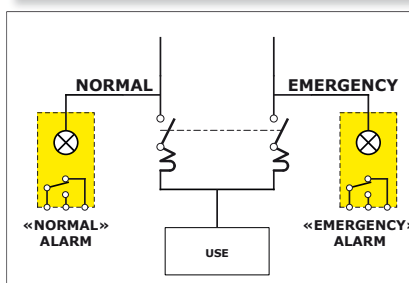 NORMAL
EMERGENCY
«NORMAL»
ALARM
«EMERGENCY»
ALARM
USE